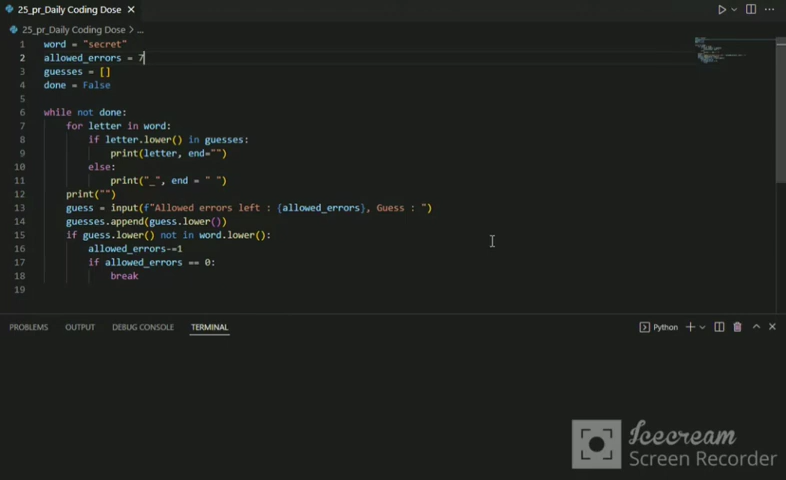 25_pr_Daily Coding Dose
25_pr_Daily Coding Dose > ...
1 word = "secret"
2 allowed_errors = 7
3 guesses = []
4 done = False
5
6 while not done:
7     for letter in word:
8         if letter.lower() in guesses:
9             print(letter, end="")
10         else:
11             print("_", end = " ")
12     print("")
13     guess = input(f"Allowed errors left : {allowed_errors}, Guess : ")
14     guesses.append(guess.lower())
15     if guess.lower() not in word.lower():
16         allowed_errors-=1
17         if allowed_errors == 0:
18             break
19
PROBLEMS OUTPUT DEBUG CONSOLE TERMINAL Python
Icecream
Screen Recorder